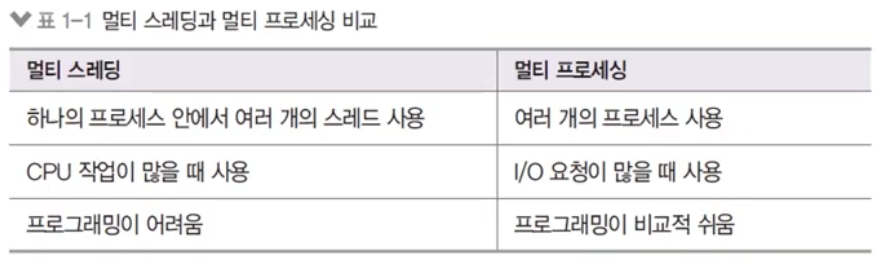 표 1-1 멀티 스레딩과 멀티 프로세싱 비교
멀티 스레딩 멀티 프로세싱
하나의 프로세스 안에서 여러 개의 스레드 사용 여러 개의 프로세스 사용
CPU 작업이 많을 때 사용 I/O 요청이 많을 때 사용
프로그래밍이 어려움 프로그래밍이 비교적 쉬움